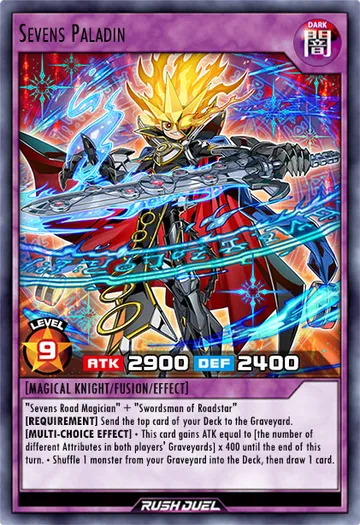 Sevens Paladin
DARK
闇
LEVEL
9
ATK 2900 DEF 2400
[MAGICAL KNIGHT/FUSION/EFFECT]
"Sevens Road Magician" + "Swordsman of Roadstar"
[REQUIREMENT] Send the top card of your Deck to the Graveyard.
[MULTI-CHOICE EFFECT] • This card gains ATK equal to [the number of
different Attributes in both players' Graveyards] x 400 until the end of this
turn. • Shuffle 1 monster from your Graveyard into the Deck, then draw 1 card.
RUSH DUEL